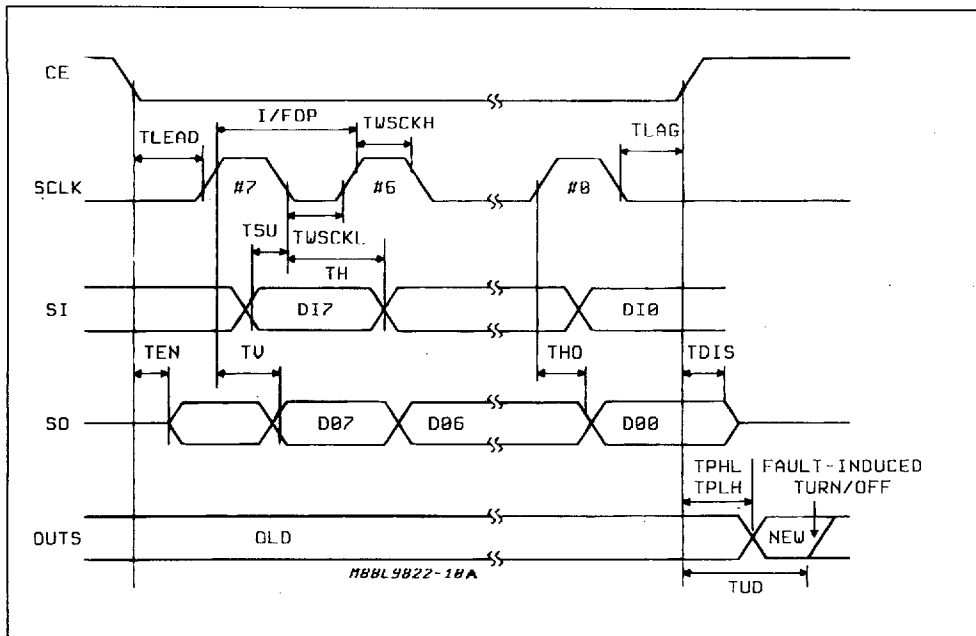 CE
I/FOP
TLEAD
TWSCKH
TLAG
SCLK
#7
#6
#0
TSU
TWSCKL
TH
SI
DI7
DI0
TEN
TV
THO
TDIS
SO
DO7
DO6
DO0
TPHL
TPLH
FAULT-INDUCED
TURN/OFF
OUTS
OLD
NEW
M88L9822-10A
TUD